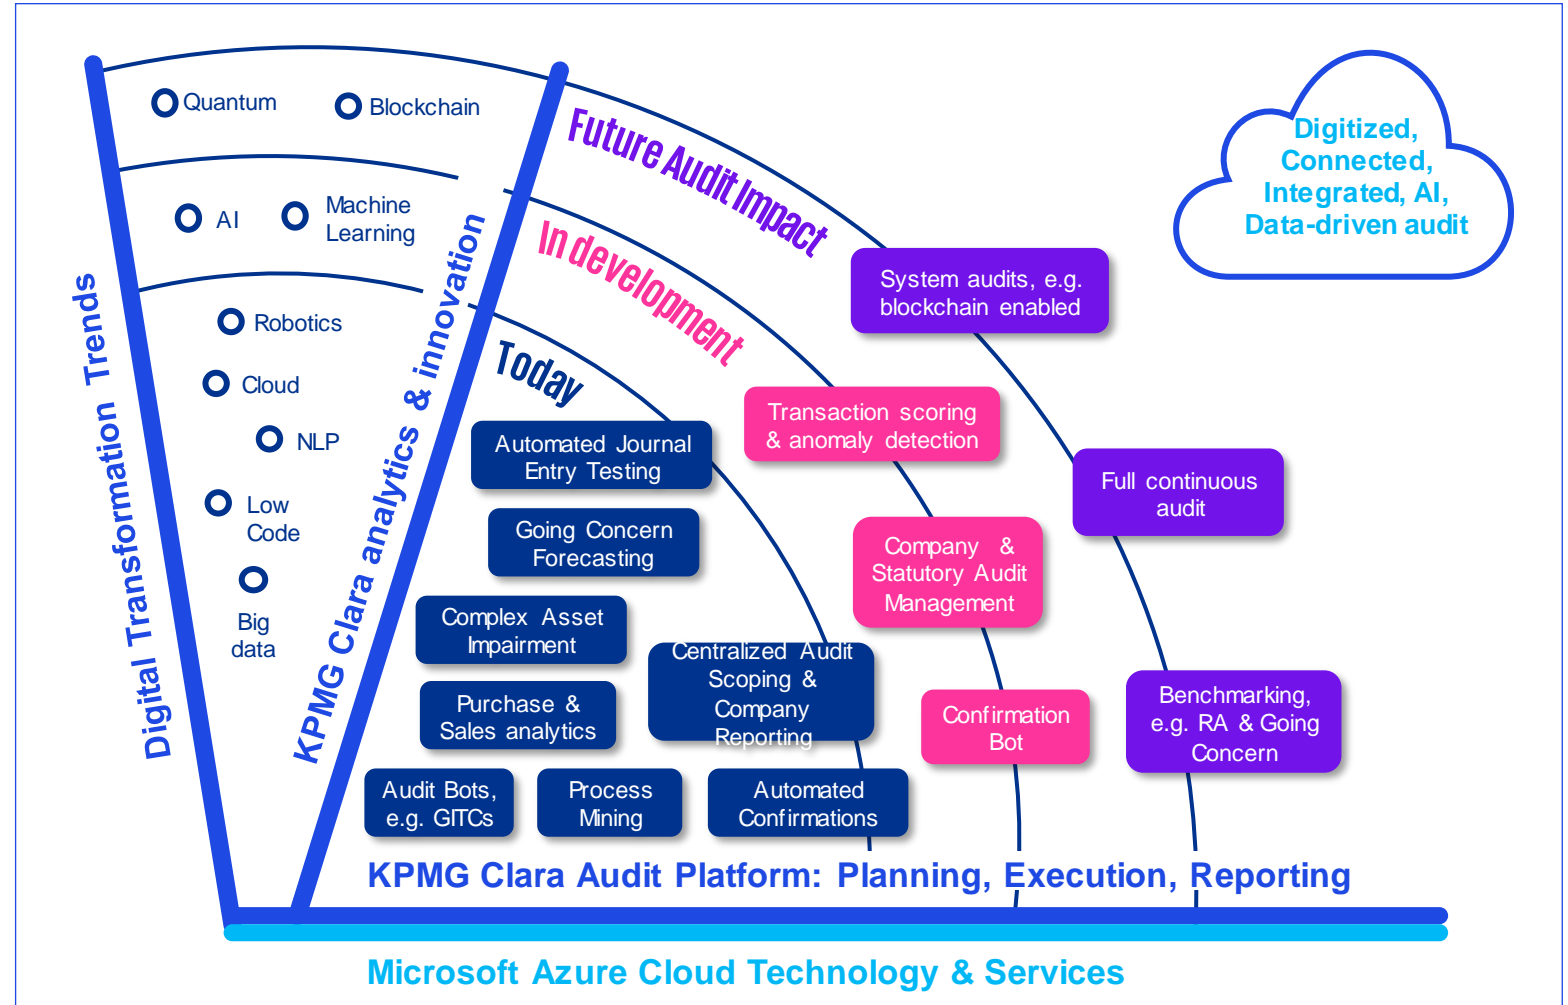 Quantum
Blockchain
AI
Machine
Learning
Robotics
Cloud
NLP
Low
Code
Big
data
Digital Transformation Trends
KPMG Clara analytics & innovation
Future Audit Impact
In development
Today
Digitized,
Connected,
Integrated, AI,
Data-driven audit
System audits, e.g.
blockchain enabled
Transaction scoring
& anomaly detection
Automated Journal
Entry Testing
Full continuous
audit
Going Concern
Forecasting
Company &
Statutory Audit
Management
Complex Asset
Impairment
Centralized Audit
Scoping &
Company
Reporting
Purchase &
Sales analytics
Confirmation
Bot
Benchmarking,
e.g. RA & Going
Concern
Audit Bots,
e.g. GITCs
Process
Mining
Automated
Confirmations
KPMG Clara Audit Platform: Planning, Execution, Reporting
Microsoft Azure Cloud Technology & Services